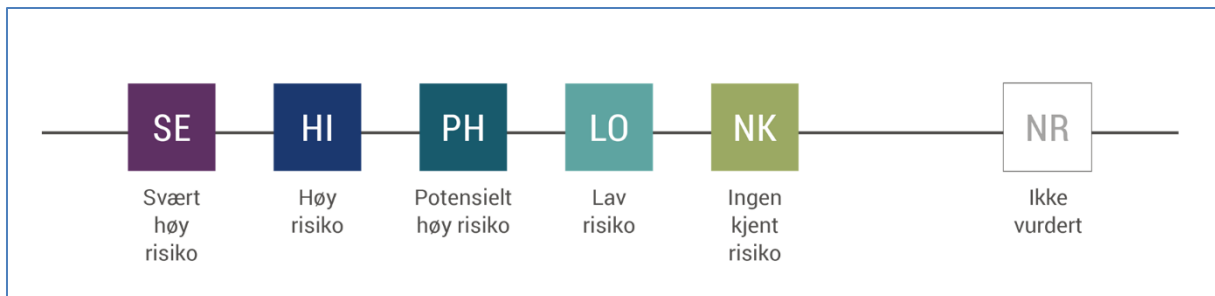 SE
HI
PH
LO
NK
NR
Svært
høy
risiko
Høy
risiko
Potensielt
høy risiko
Lav
risiko
Ingen
kjent
risiko
Ikke
vurdert